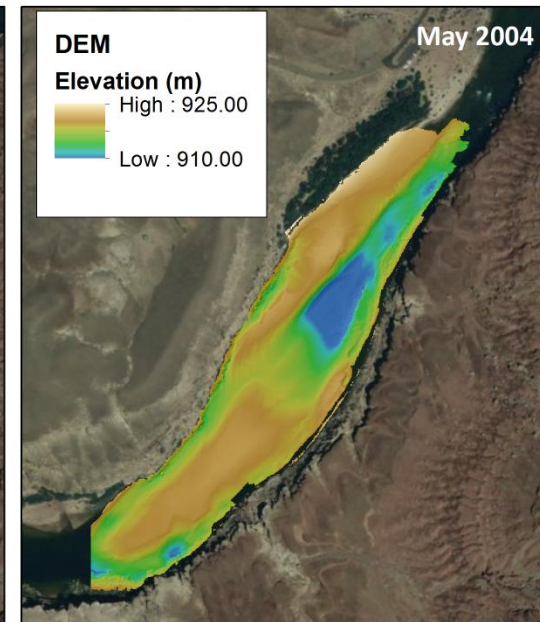 May 2004
DEM
Elevation (m)
High : 925.00
Low : 910.00